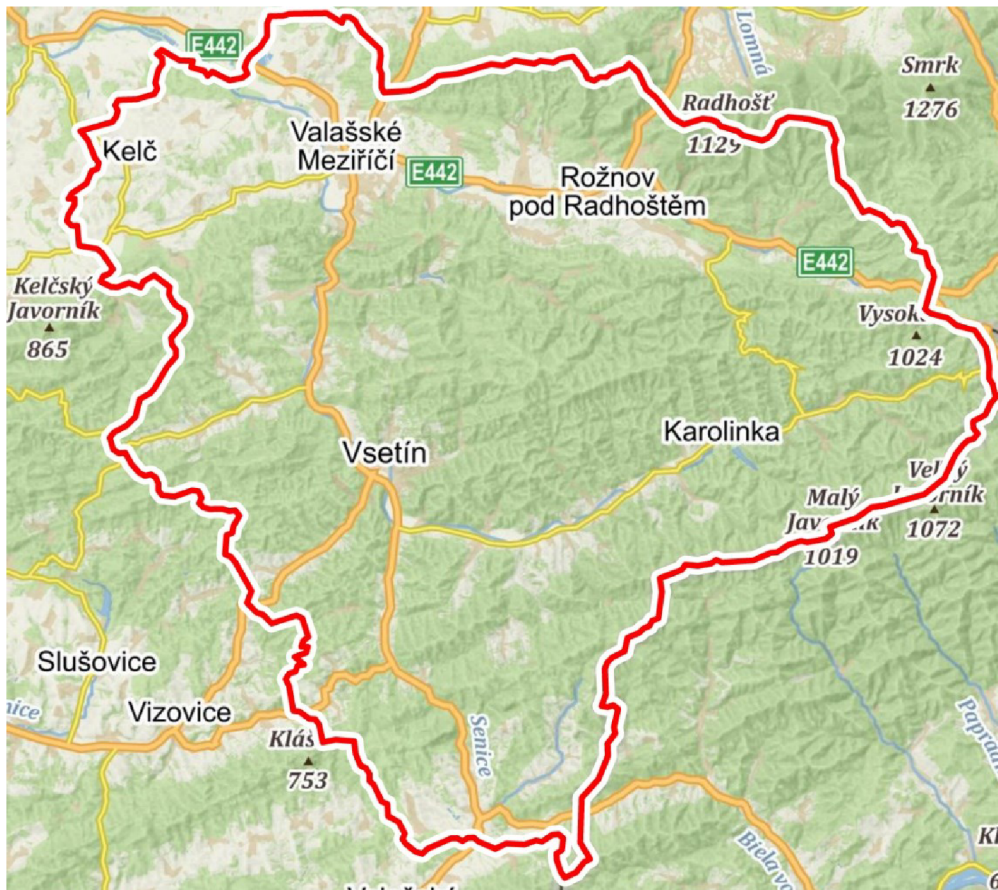 Lomná
E442
Smrk
1276
Radhošť
1129
Valašské
Meziříčí
Kelč
E442
Rožnov
pod Radhoštěm
E442
Kelčský
Javorník
865
1024
Karolinka
Vsetín
Malý
1019
1072
Slušovice
Vizovice
Senice
753